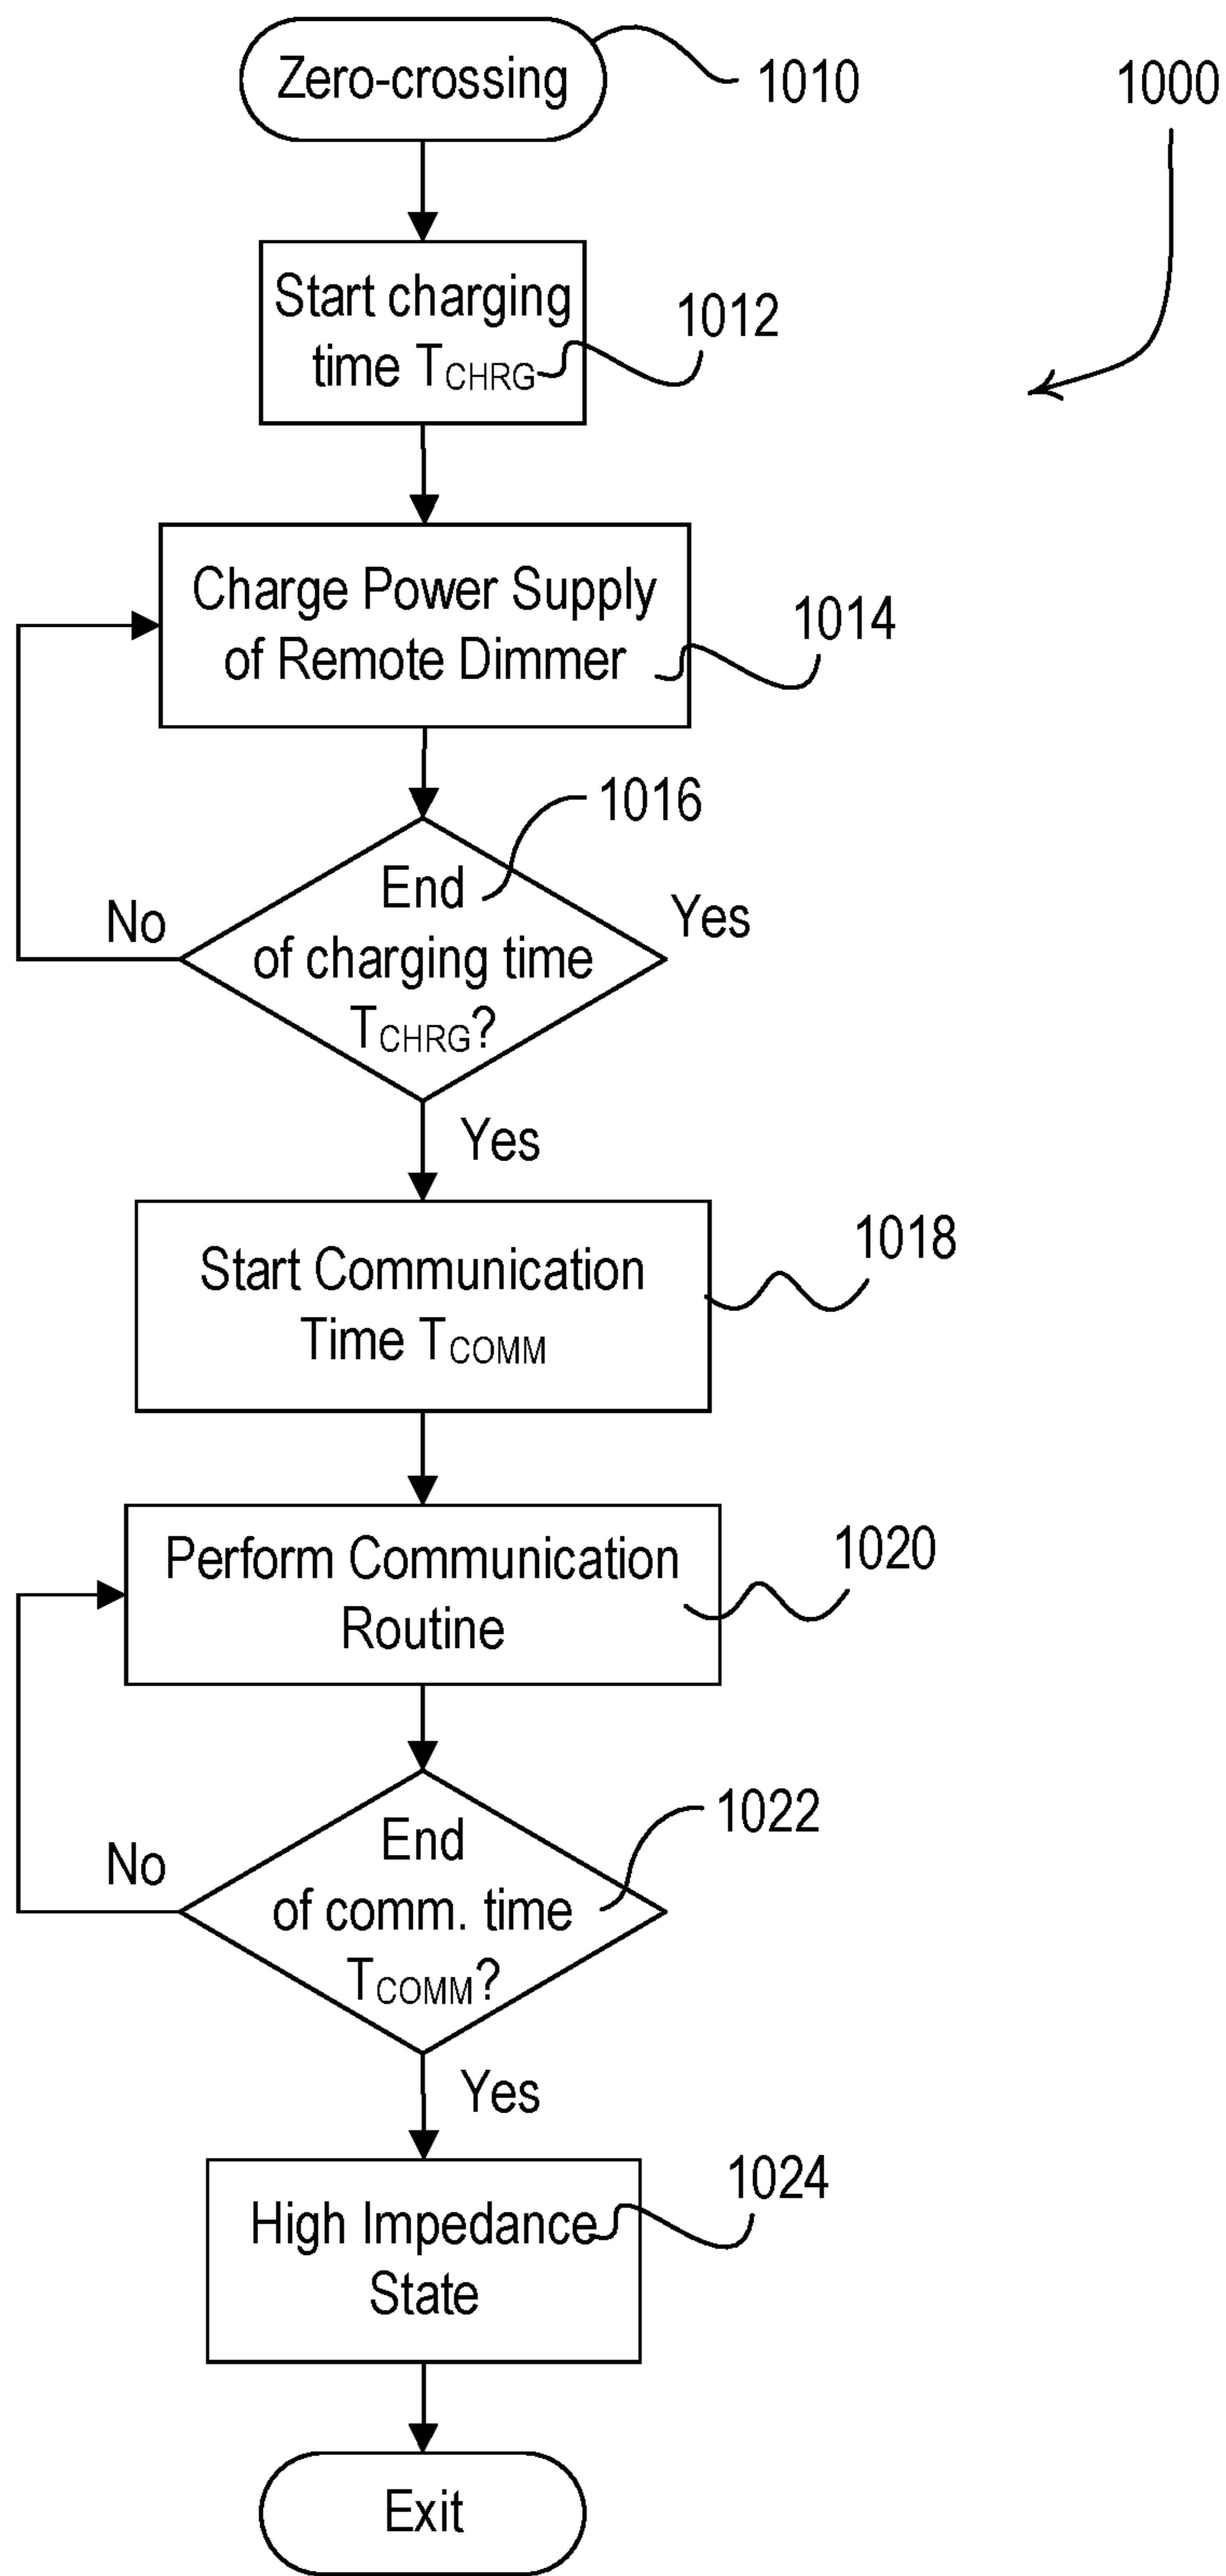 Zero-crossing
1010
1000
Start charging
time TCHRG
1012
Charge Power Supply
of Remote Dimmer
1014
1016
End
of charging time
TCHRG?
No
Yes
Yes
Start Communication
Time TCOMM
1018
Perform Communication
Routine
1020
1022
End
of comm. time
TCOMM?
No
Yes
High Impedance
State
1024
Exit